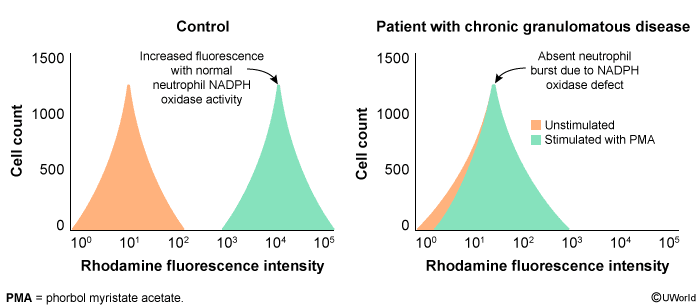 Control
Patient with chronic granulomatous disease
Increased fluorescence
with normal
neutrophil NADPH
oxidase activity
Cell count
1500
1000
500
0
10⁰
10¹
10²
10³
10⁴
10⁵
Rhodamine fluorescence intensity
Absent neutrophil
burst due to NADPH
oxidase defect
Unstimulated
Stimulated with PMA
Cell count
1500
1000
500
0
10⁰
10¹
10²
10³
10⁴
10⁵
Rhodamine fluorescence intensity
PMA = phorbol myristate acetate.
©UWorld